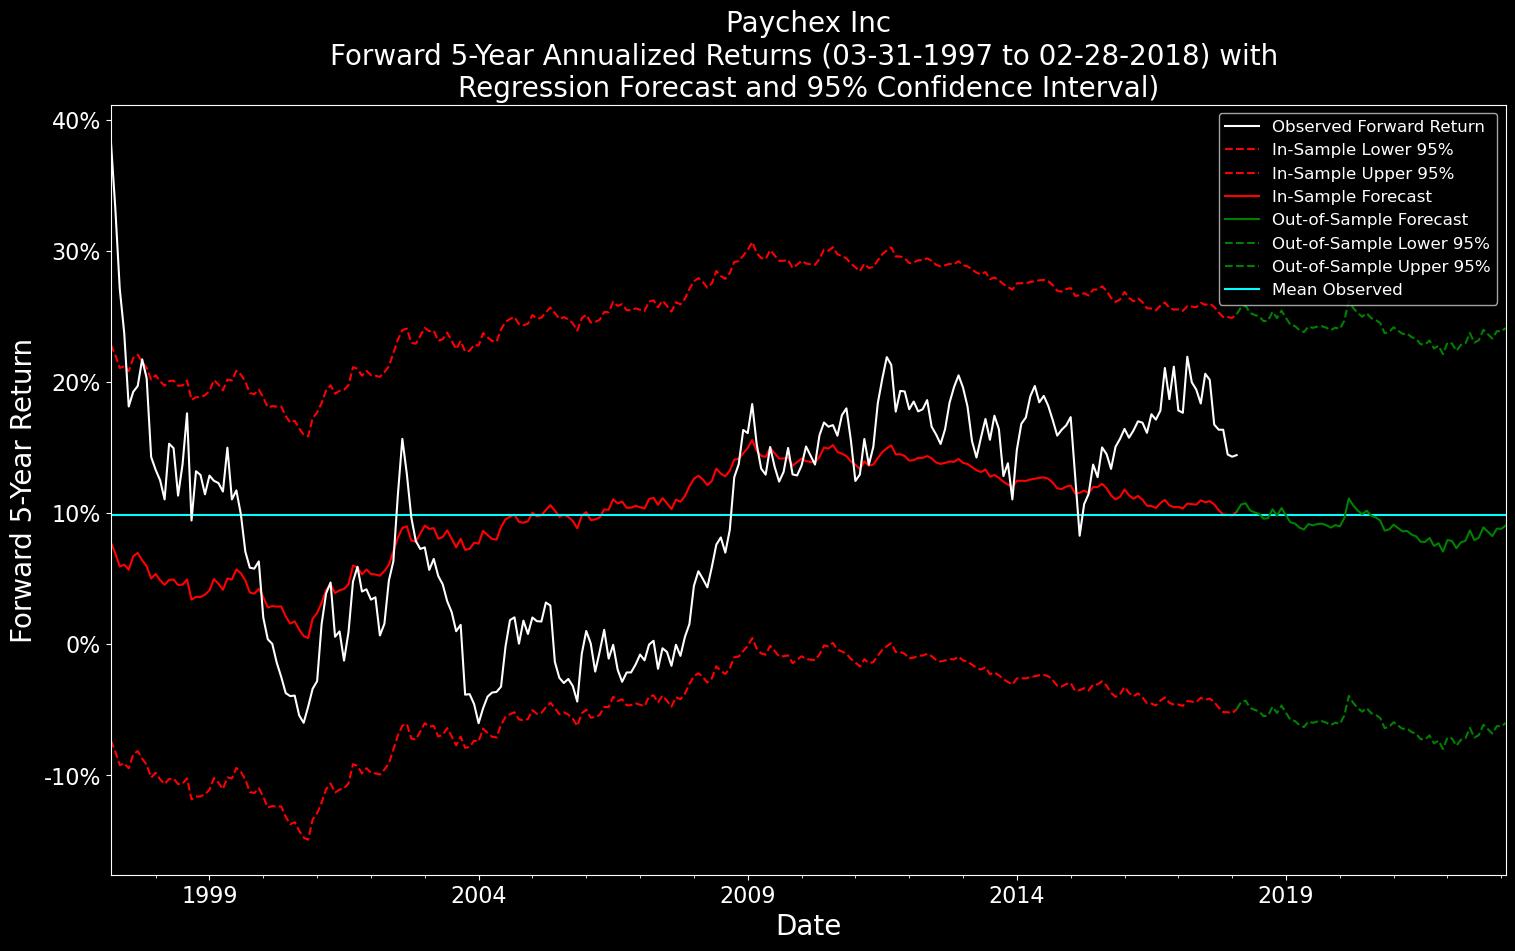 Paychex Inc
Forward 5-Year Annualized Returns (03-31-1997 to 02-28-2018) with
Regression Forecast and 95% Confidence Interval)
40%
30%
20%
10%
0%
-10%
Forward 5-Year Return
Observed Forward Return
In-Sample Lower 95%
In-Sample Upper 95%
In-Sample Forecast
Out-of-Sample Forecast
Out-of-Sample Lower 95%
Out-of-Sample Upper 95%
Mean Observed
1999 2004 2009 2014 2019
Date